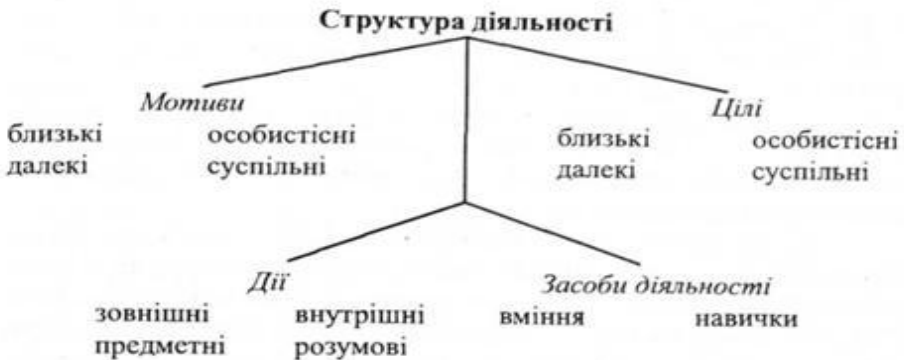 Структура діяльності
Мотиви Цілі
близькі особистісні близькі особистісні
далекі суспільні далекі суспільні
Дії Засоби діяльності
зовнішні внутрішні вміння навички
предметні розумові